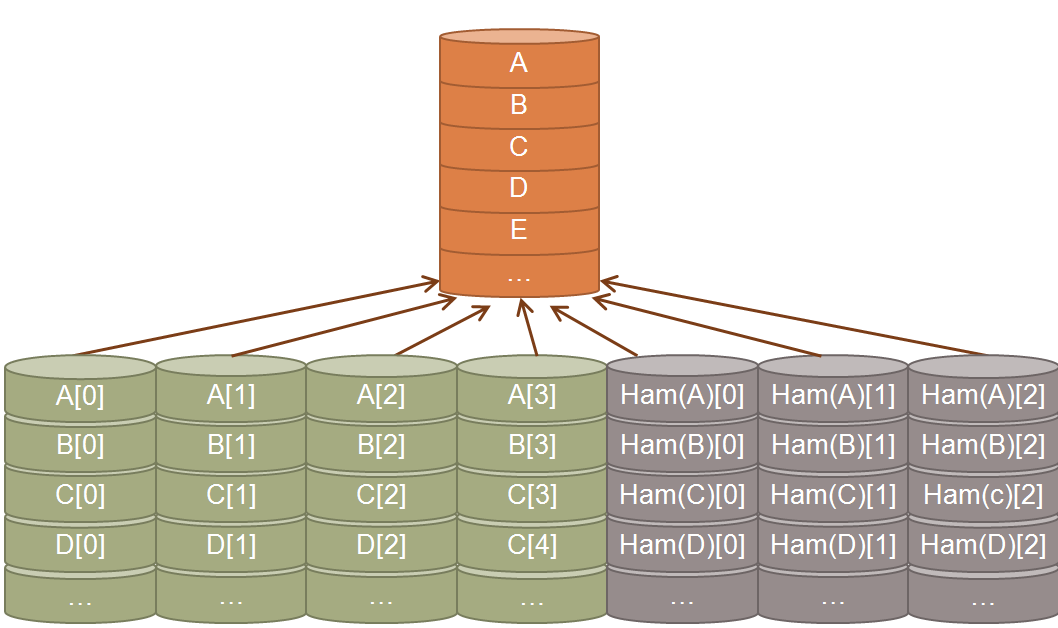 A
B
C
D
E
...
A[0] A[1] A[2] A[3] Ham(A)[0] Ham(A)[1] Ham(A)[2]
B[0] B[1] B[2] B[3] Ham(B)[0] Ham(B)[1] Ham(B)[2]
C[0] C[1] C[2] C[3] Ham(C)[0] Ham(C)[1] Ham(c)[2]
D[0] D[1] D[2] C[4] Ham(D)[0] Ham(D)[1] Ham(D)[2]
... ... ... ... ... ... ...